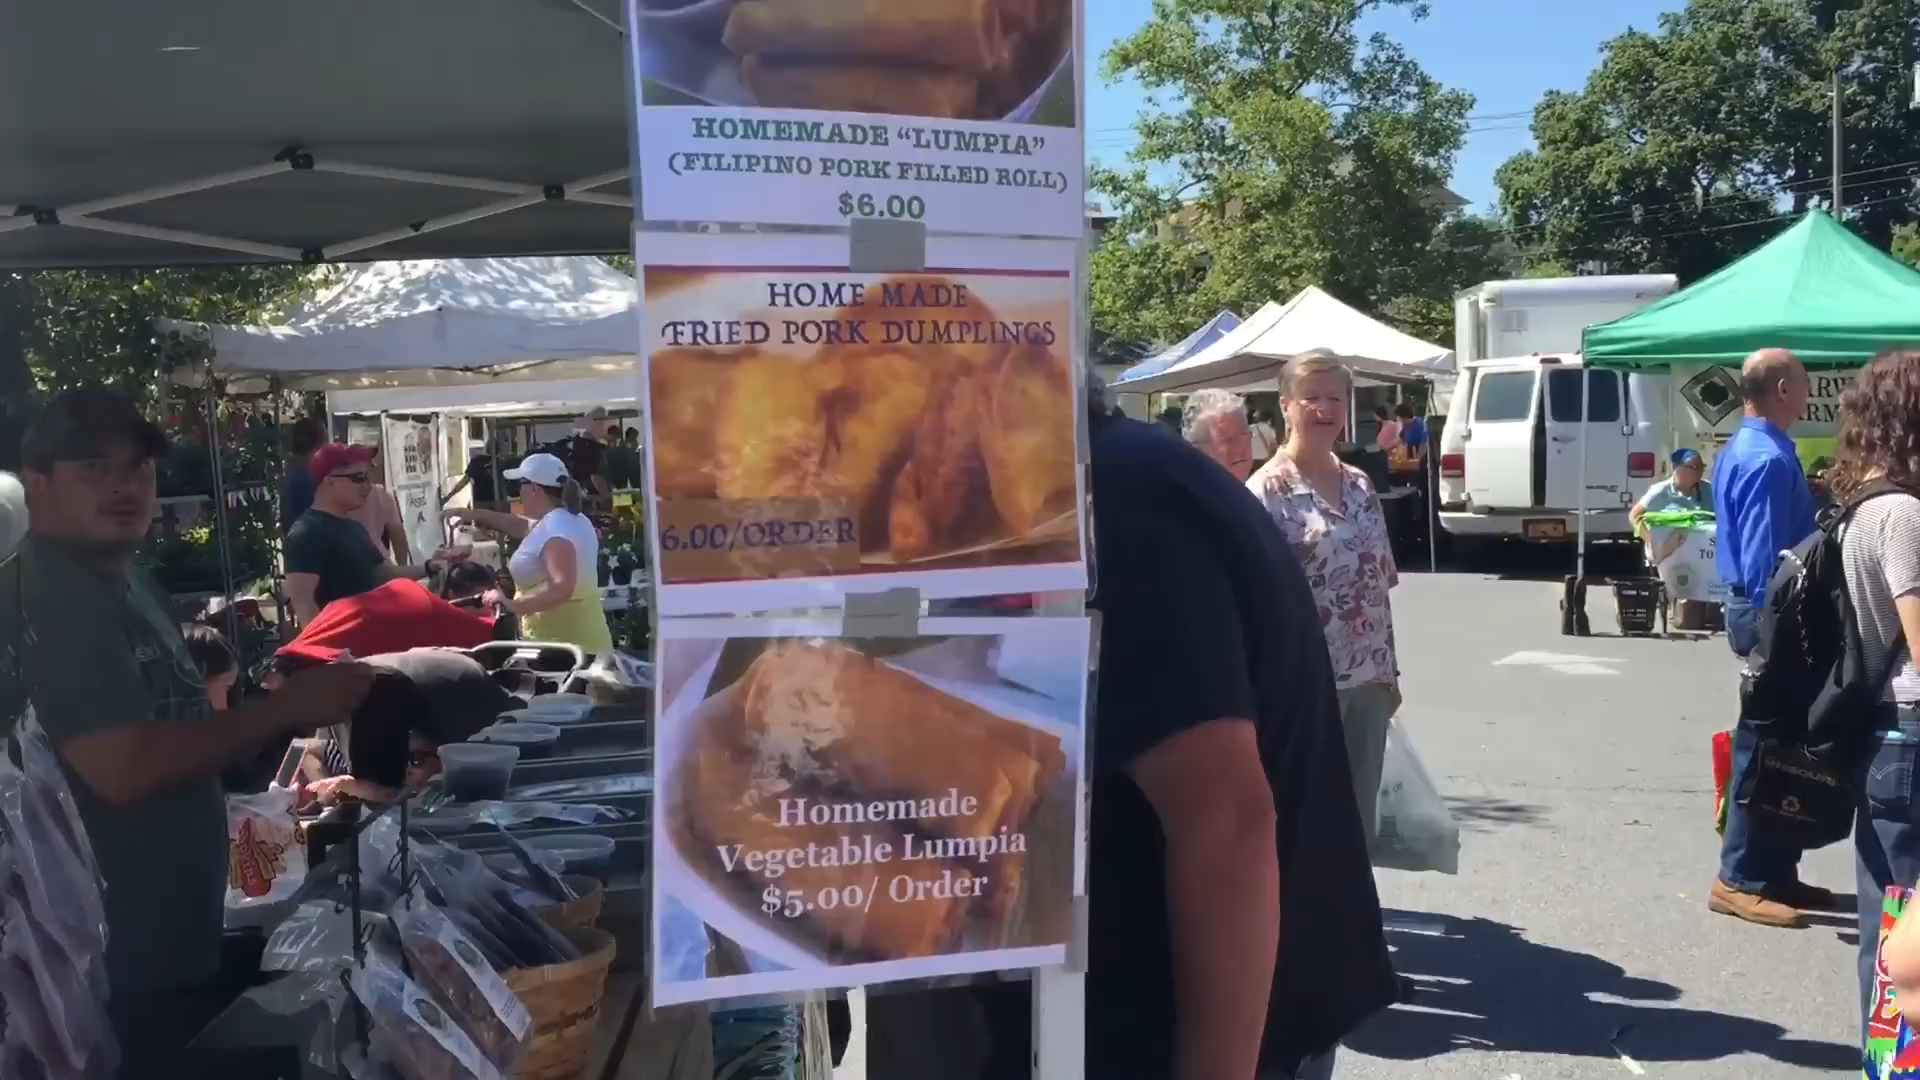 HOMEMADE “LUMPIA”
(FILIPINO PORK FILLED ROLL)
$6.00
HOME MADE
FRIED PORK DUMPLINGS
6.00/ORDER
Homemade
Vegetable Lumpia
$5.00/ Order